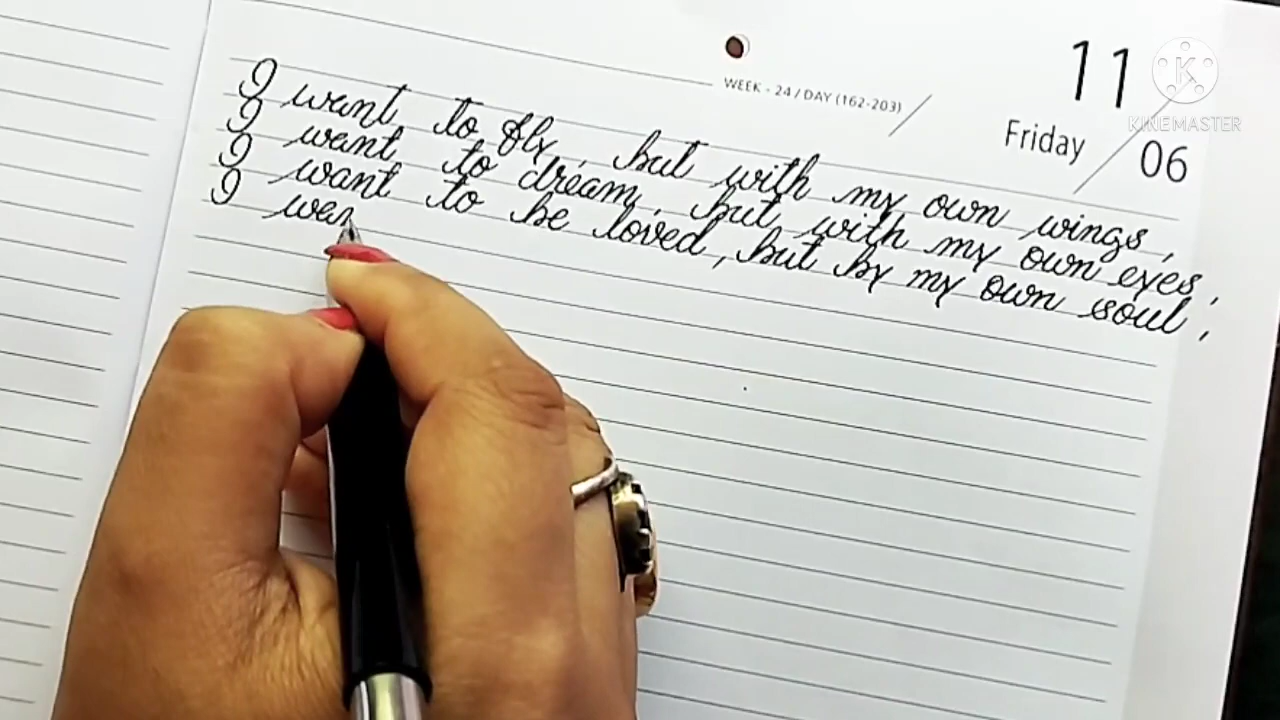 WEEK - 24 / DAY (162-203)
11
Friday
06
KINEMASTER
I want to fly, but with my own wings,
I want to dream, but with my own eyes,
I want to be loved, but by my own soul,
I wan